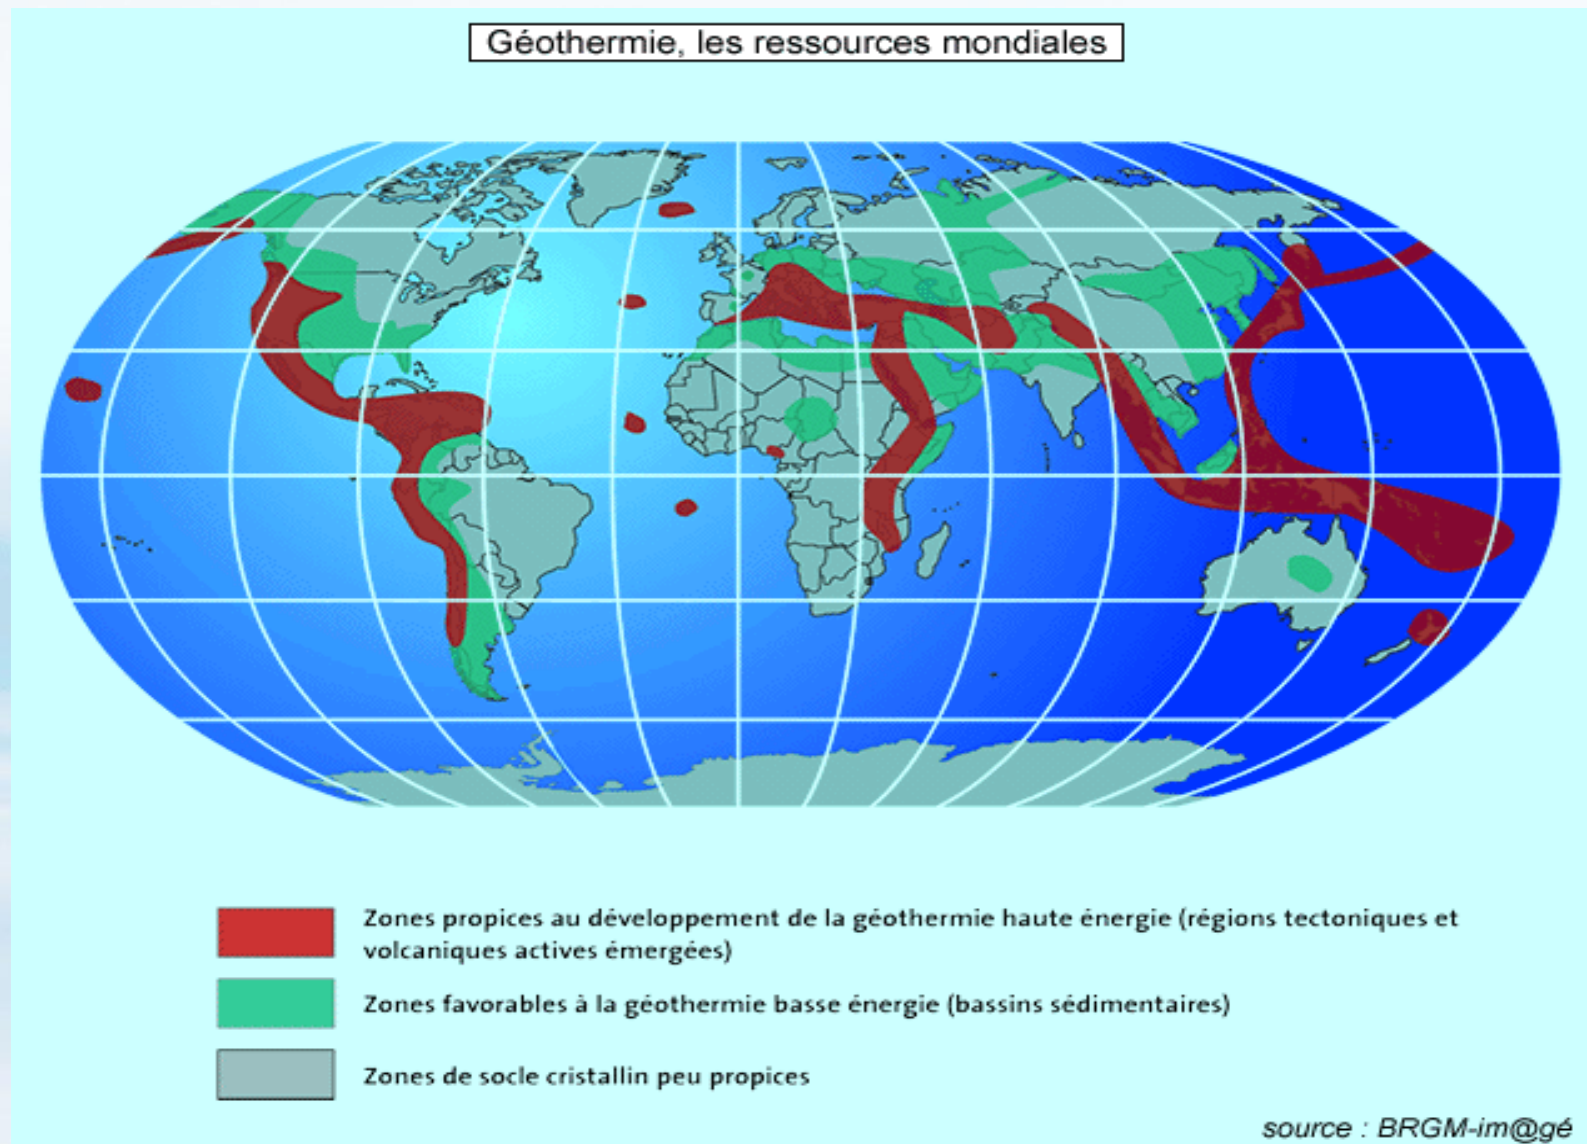 Géothermie, les ressources mondiales
Zones propices au développement de la géothermie haute énergie (régions tectoniques et
volcaniques actives émergées)
Zones favorables à la géothermie basse énergie (bassins sédimentaires)
Zones de socle cristallin peu propices
source : BRGM-im@gé